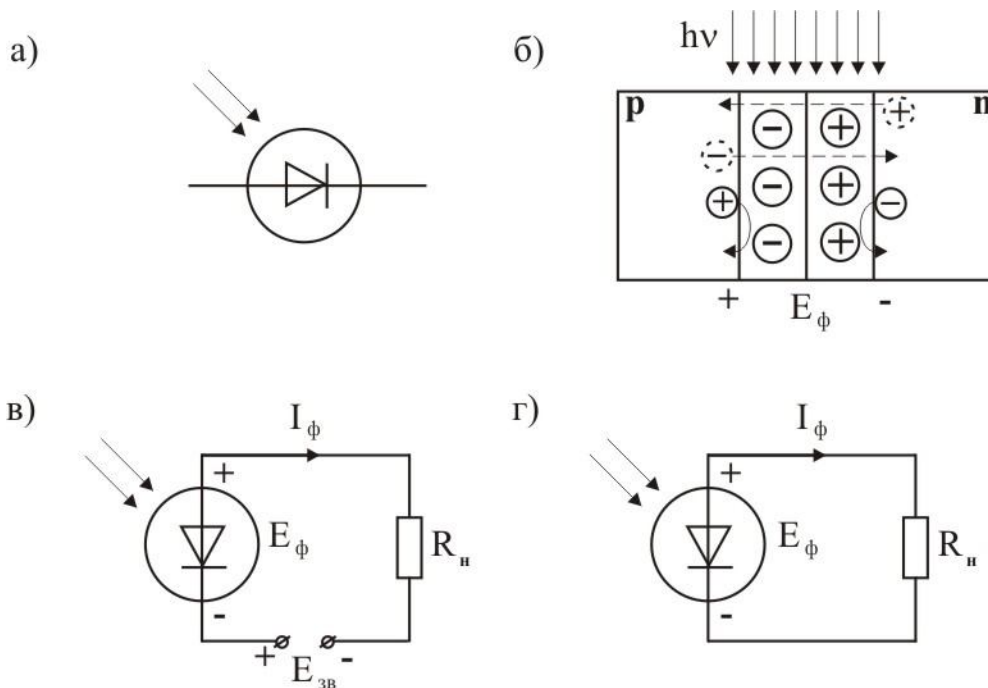 а)
б)
hν
p
n
− + + −
− +
+ − + −
− +
+ Eф -
в)
Iф
+
Eф
Rн
-
+ Eзв -
г)
Iф
+
Eф
Rн
-